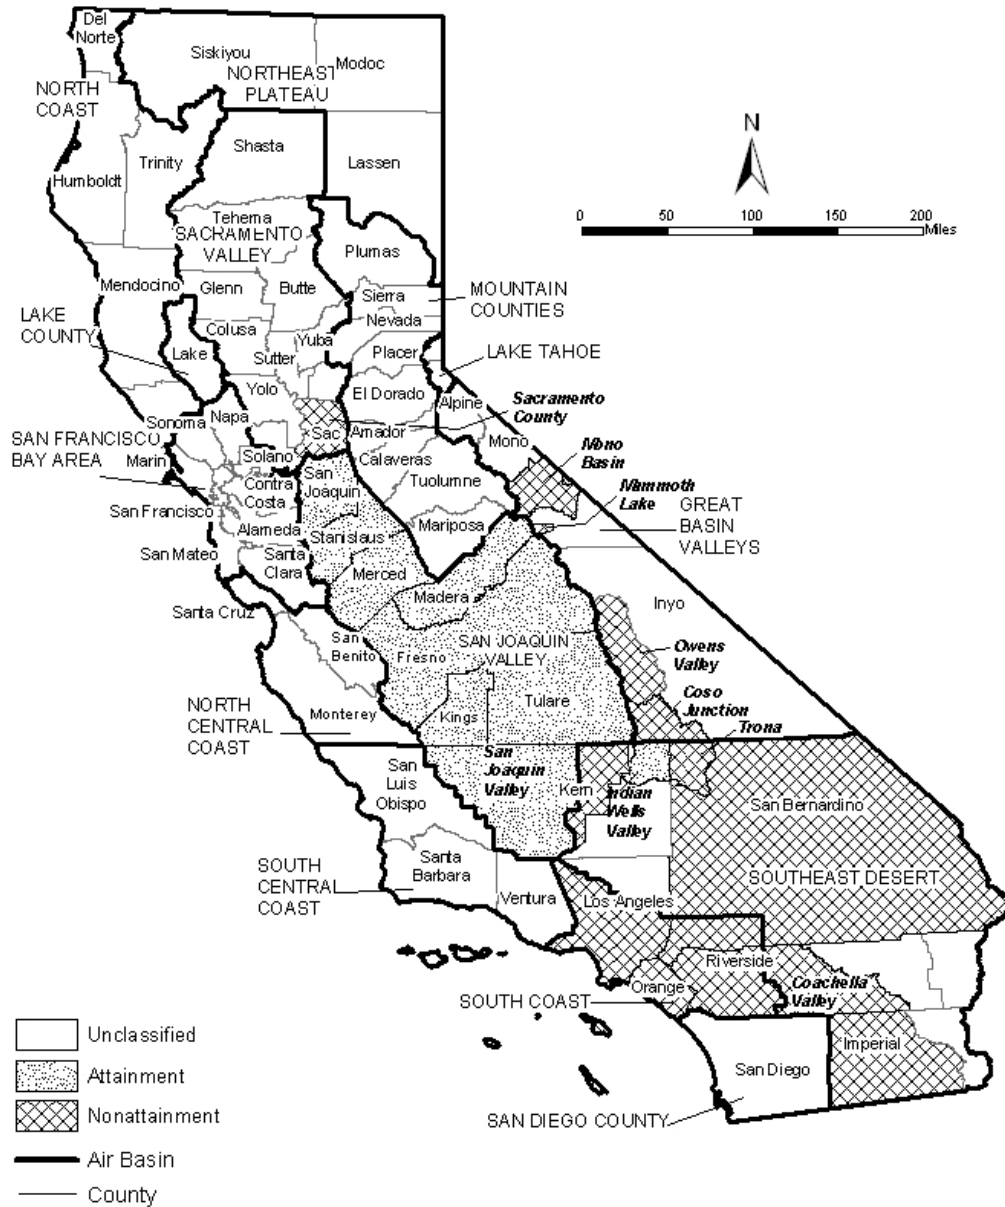 Del
Norte
Siskiyou
Modoc
NORTHEAST
PLATEAU
NORTH
COAST
N
Shasta
Trinity
Lassen
Humboldt
0 50 100 150 200
Miles
Tehema
SACRAMENTO
VALLEY
Plumas
Mendocino
Glenn
Butte
Sierra
MOUNTAIN
COUNTIES
LAKE
COUNTY
Colusa
Nevada
Yuba
Lake
Sutter
Placer
LAKE TAHOE
Yolo
El Dorado
Alpine
Sacramento
County
Sonoma
Napa
Sac
Amador
Mono
SAN FRANCISCO
BAY AREA
Marin
Solano
Calaveras
Mono
Basin
San
Joaquin
Contra
Costa
Tuolumne
Mammoth
Lake
GREAT
BASIN
VALLEYS
San Francisco
Alameda
Stanislaus
Mariposa
San Mateo
Santa
Clara
Merced
Madera
Inyo
Santa Cruz
San
Benito
Fresno
SAN JOAQUIN
VALLEY
Owens
Valley
Coso
Junction
Tulare
NORTH
CENTRAL
COAST
Monterey
Kings
Trona
San
Luis
Obispo
San
Joaquin
Valley
Kern
Indian
Wells
Valley
San Bernardino
SOUTH
CENTRAL
COAST
Santa
Barbara
Ventura
Los Angeles
SOUTHEAST DESERT
Riverside
Coachella
Valley
Orange
SOUTH COAST
Imperial
San Diego
SAN DIEGO COUNTY
Unclassified
Attainment
Nonattainment
Air Basin
County